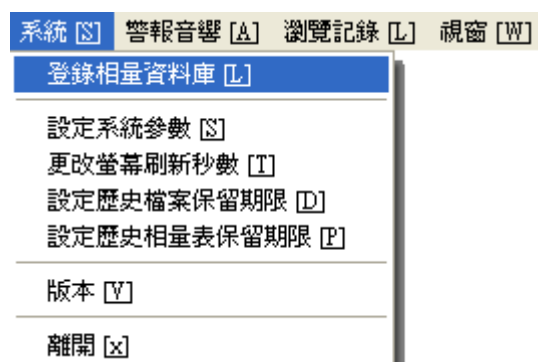 系統 [S] 警報音響 [A] 瀏覽記錄 [L] 視窗 [W]
登錄相量資料庫 [L]
設定系統參數 [S]
更改螢幕刷新秒數 [T]
設定歷史檔案保留期限 [D]
設定歷史相量表保留期限 [P]
版本 [V]
離開 [x]